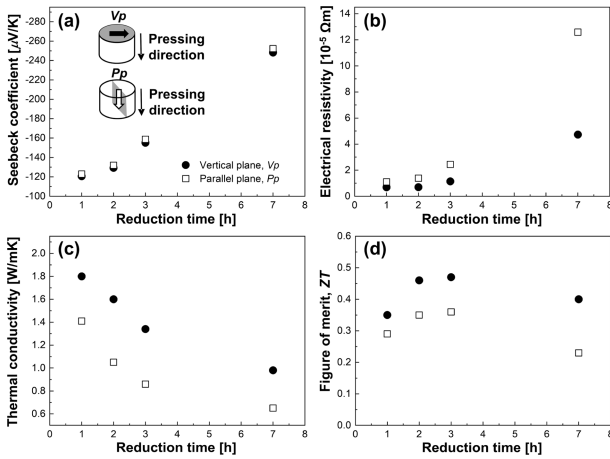 (a)
Vp
Pressing
direction
Pp
Pressing
direction
Seebeck coefficient [μV/K]
-280
-260
-240
-220
-200
-180
-160
-140
-120
-100
● Vertical plane, Vp
□ Parallel plane, Pp
0 1 2 3 4 5 6 7 8
Reduction time [h]
(b)
Electrical resistivity [10⁻⁵ Ωm]
14
12
10
8
6
4
2
0
0 1 2 3 4 5 6 7 8
Reduction time [h]
(c)
Thermal conductivity [W/mK]
2.0
1.8
1.6
1.4
1.2
1.0
0.8
0.6
0 1 2 3 4 5 6 7 8
Reduction time [h]
(d)
Figure of merit, ZT
0.6
0.5
0.4
0.3
0.2
0.1
0.0
0 1 2 3 4 5 6 7 8
Reduction time [h]